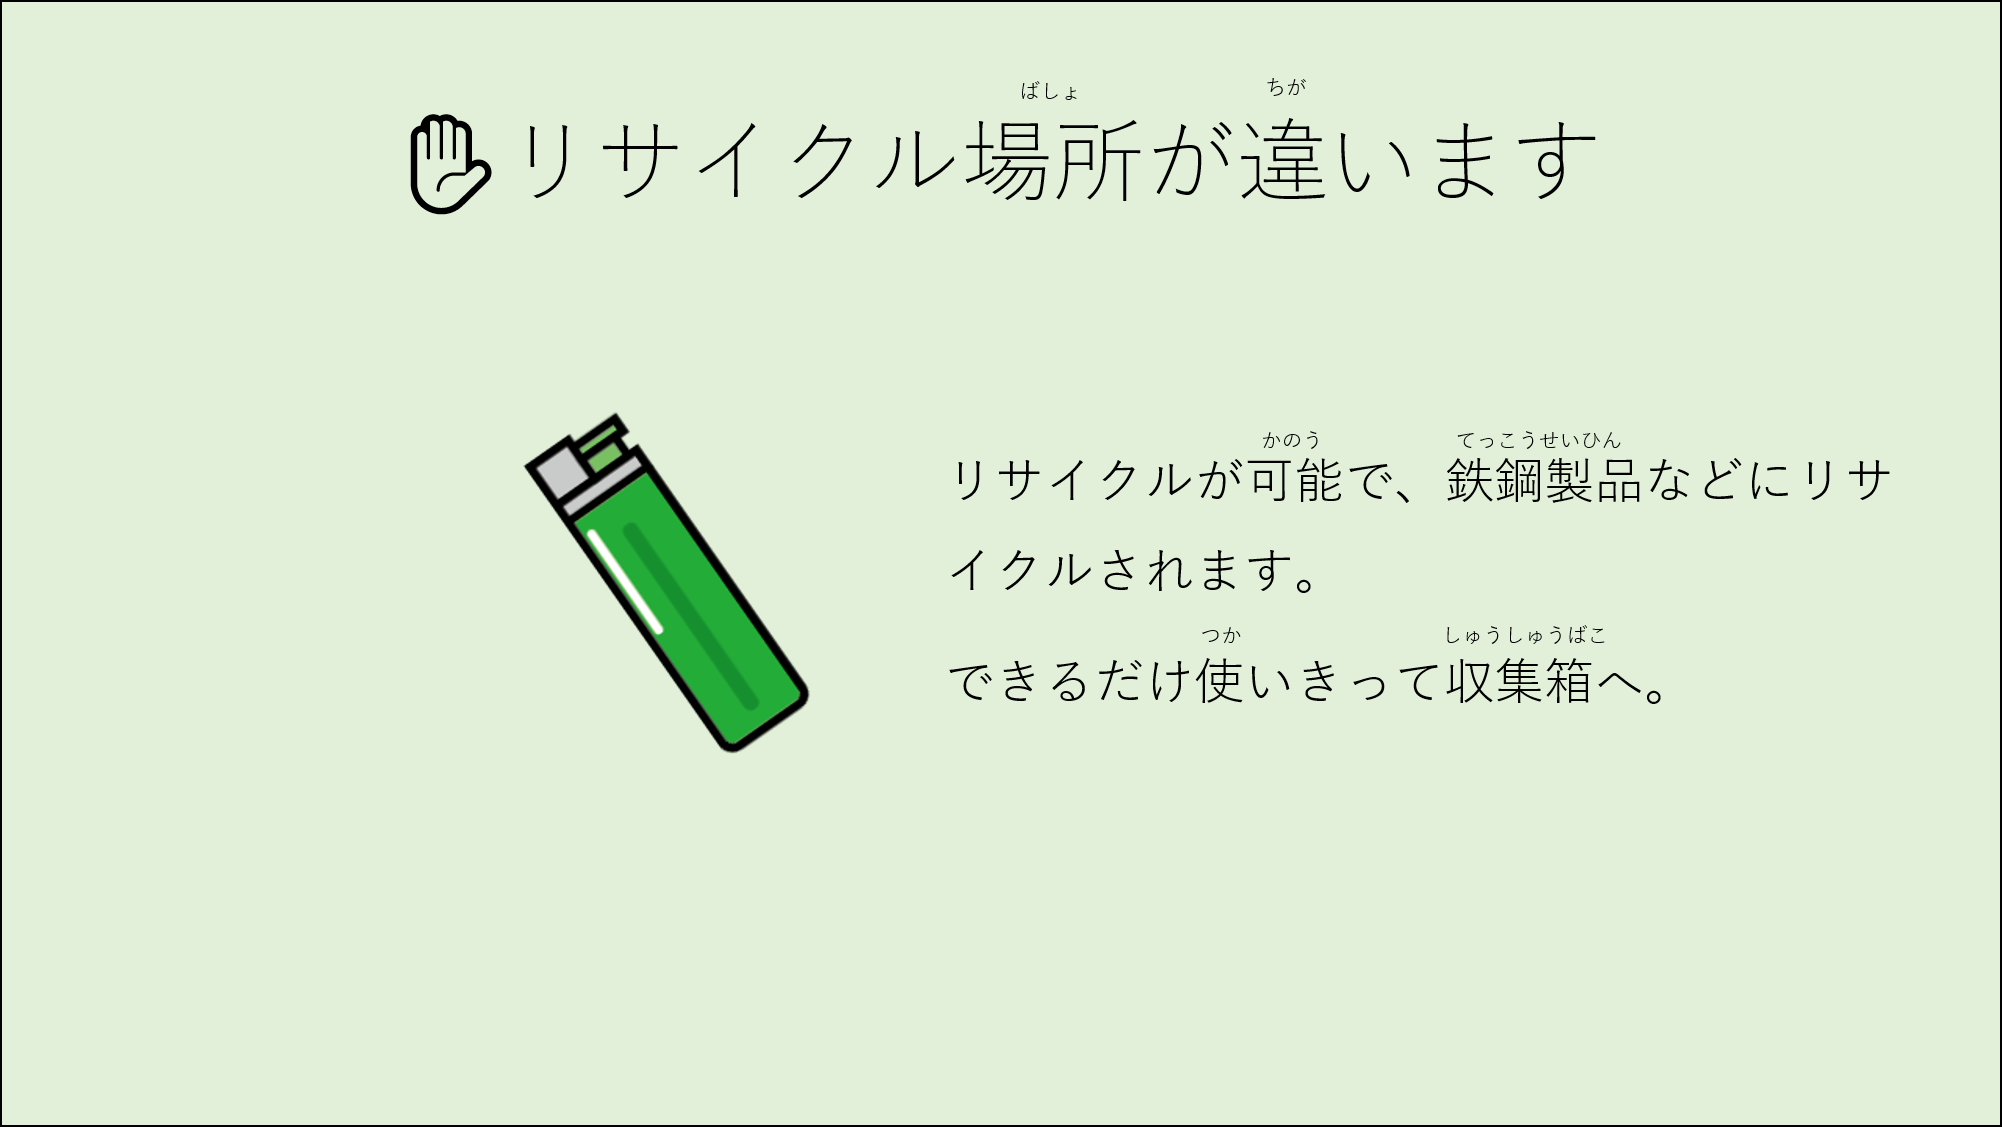 ばしょ ちが
リサイクル場所が違います
かのう てっこうせいひん
リサイクルが可能で、鉄鋼製品などにリサ
イクルされます。
つか しゅうしゅうばこ
できるだけ使いきって収集箱へ。